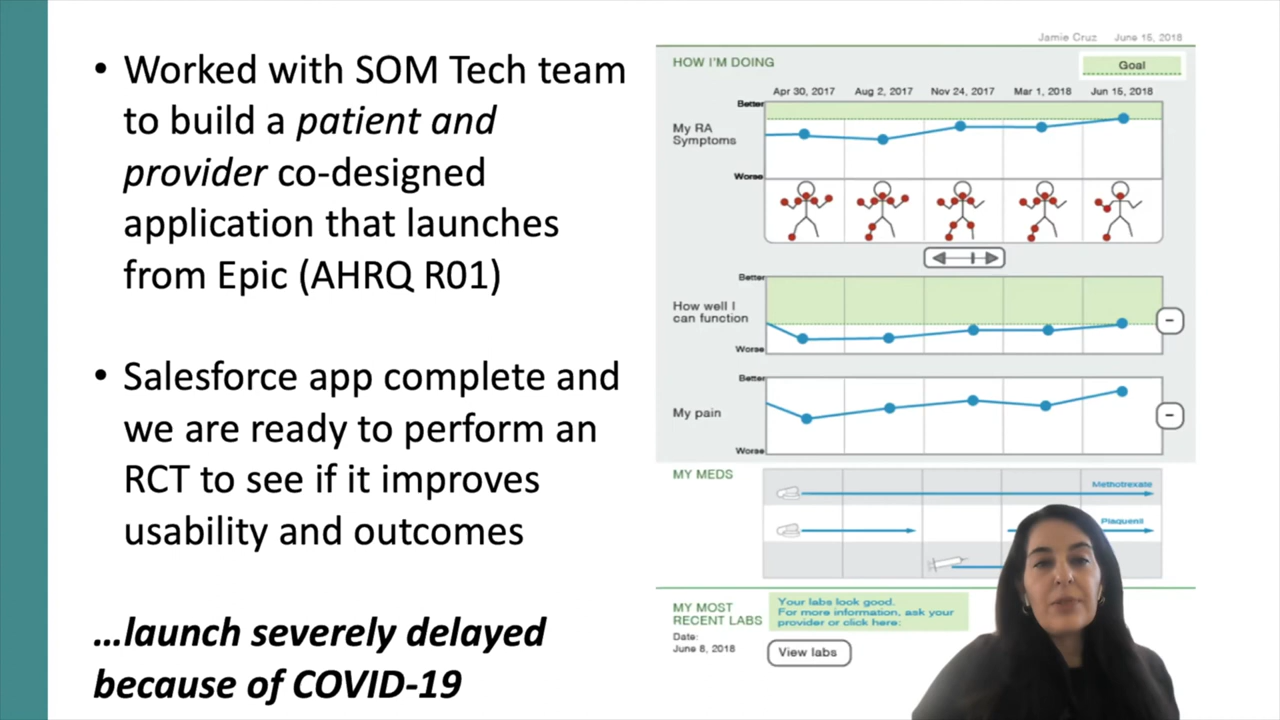 • Worked with SOM Tech team
to build a patient and
provider co-designed
application that launches
from Epic (AHRQ R01)
• Salesforce app complete and
we are ready to perform an
RCT to see if it improves
usability and outcomes
…launch severely delayed
because of COVID-19
Jamie Cruz June 15, 2018
HOW I'M DOING
Goal
Apr 30, 2017 Aug 2, 2017 Nov 24, 2017 Mar 1, 2018 Jun 15, 2018
Better
My RA
Symptoms
Worse
Better
How well I
can function
Worse
Better
My pain
Worse
MY MEDS
Methotrexate
Plaquenil
MY MOST
RECENT LABS
Date:
June 8, 2018
Your labs look good.
For more information, ask your
provider or click here:
View labs